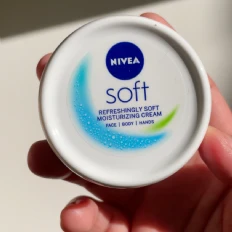 NIVEA
soft
REFRESHINGLY SOFT
MOISTURIZING CREAM
FACE | BODY | HANDS